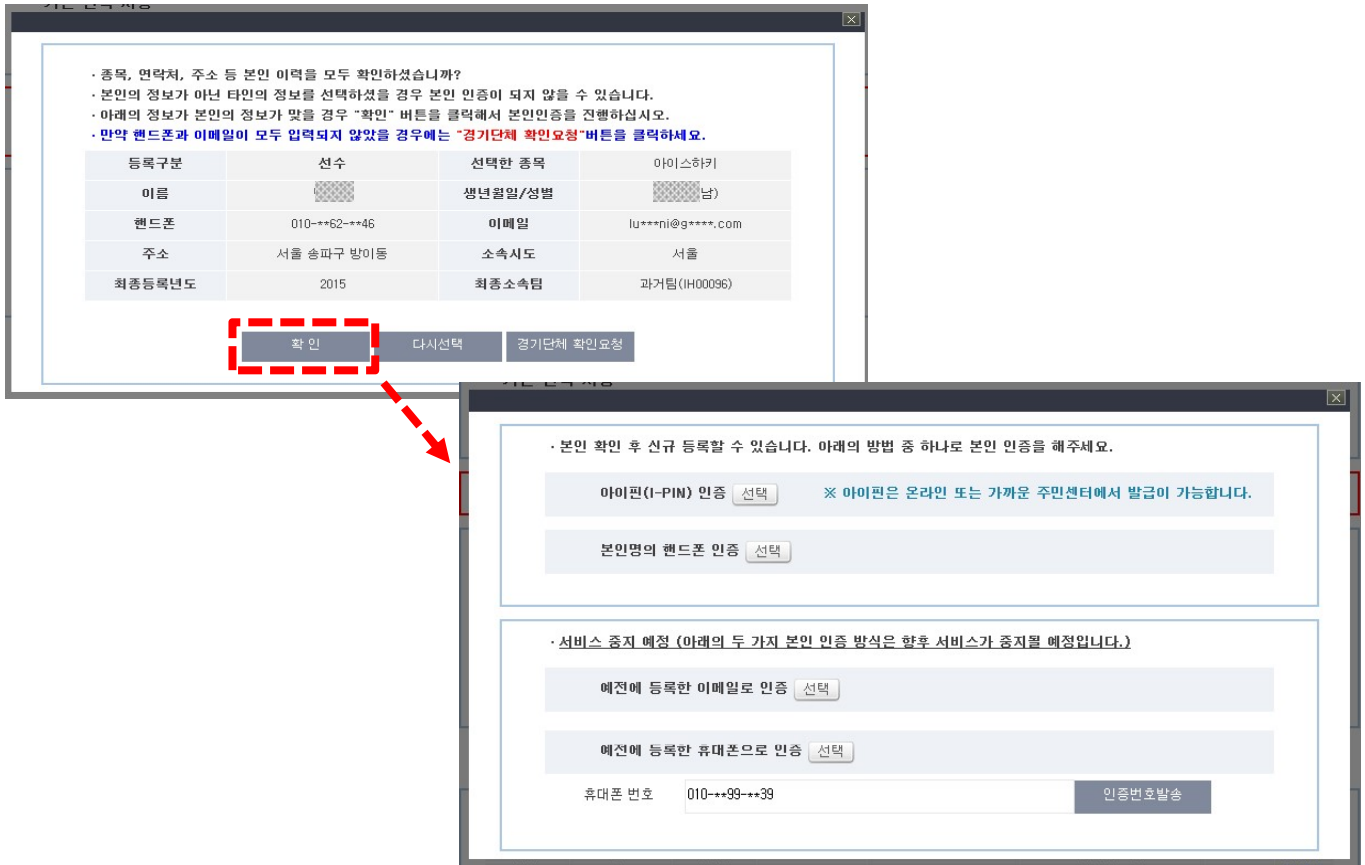 · 종목, 연락처, 주소 등 본인 이력을 모두 확인하셨습니까?
· 본인의 정보가 아닌 타인의 정보를 선택하셨을 경우 본인 인증이 되지 않을 수 있습니다.
· 아래의 정보가 본인의 정보가 맞을 경우 "확인" 버튼을 클릭해서 본인인증을 진행하십시오.
· 만약 핸드폰과 이메일이 모두 입력되지 않았을 경우에는 "경기단체 확인요청"버튼을 클릭하세요.
등록구분 선수 선택한 종목 아이스하키
이름 생년월일/성별 남)
핸드폰 010-**62-**46 이메일 lu***ni@g****.com
주소 서울 송파구 방이동 소속시도 서울
최종등록년도 2015 최종소속팀 과거팀(IH00096)
확 인 다시선택 경기단체 확인요청
· 본인 확인 후 신규 등록할 수 있습니다. 아래의 방법 중 하나로 본인 인증을 해주세요.
아이핀(I-PIN) 인증 선택 ※ 아이핀은 온라인 또는 가까운 주민센터에서 발급이 가능합니다.
본인명의 핸드폰 인증 선택
· 서비스 중지 예정 (아래의 두 가지 본인 인증 방식은 향후 서비스가 중지될 예정입니다.)
예전에 등록한 이메일로 인증 선택
예전에 등록한 휴대폰으로 인증 선택
휴대폰 번호 010-**99-**39 인증번호발송